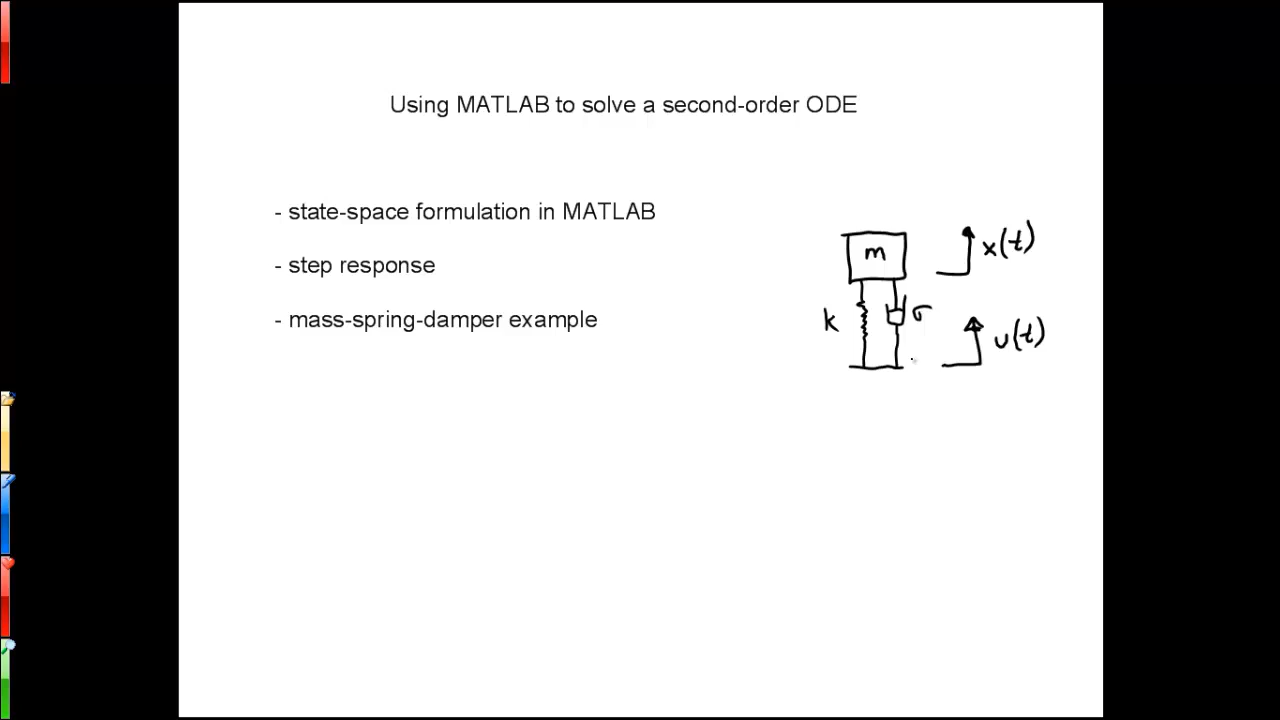 Using MATLAB to solve a second-order ODE
- state-space formulation in MATLAB
- step response
- mass-spring-damper example
m
x(t)
k
σ
u(t)